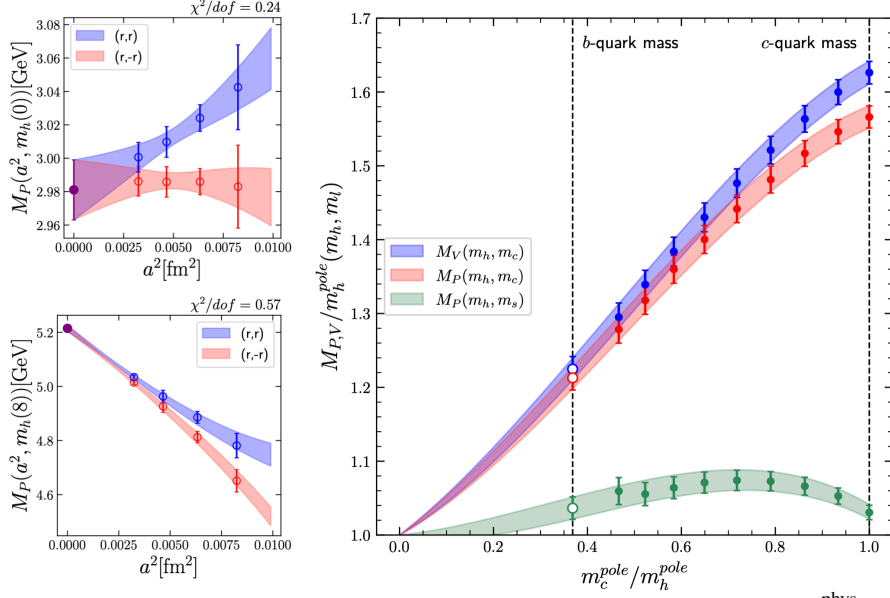 χ²/dof = 0.24
(r,r)
(r,-r)
M_P(a², m_h(0))[GeV]
3.08
3.06
3.04
3.02
3.00
2.98
2.96
0.0000 0.0025 0.0050 0.0075 0.0100
a²[fm²]
χ²/dof = 0.57
(r,r)
(r,-r)
M_P(a², m_h(8))[GeV]
5.2
5.0
4.8
4.6
0.0000 0.0025 0.0050 0.0075 0.0100
a²[fm²]
b-quark mass
c-quark mass
M_{P,V}/m_h^{pole}(m_h, m_l)
1.6
1.5
1.4
1.3
1.2
1.1
1.0
M_V(m_h, m_c)
M_P(m_h, m_c)
M_P(m_h, m_s)
0.0 0.2 0.4 0.6 0.8 1.0
m_c^{pole}/m_h^{pole}
phys